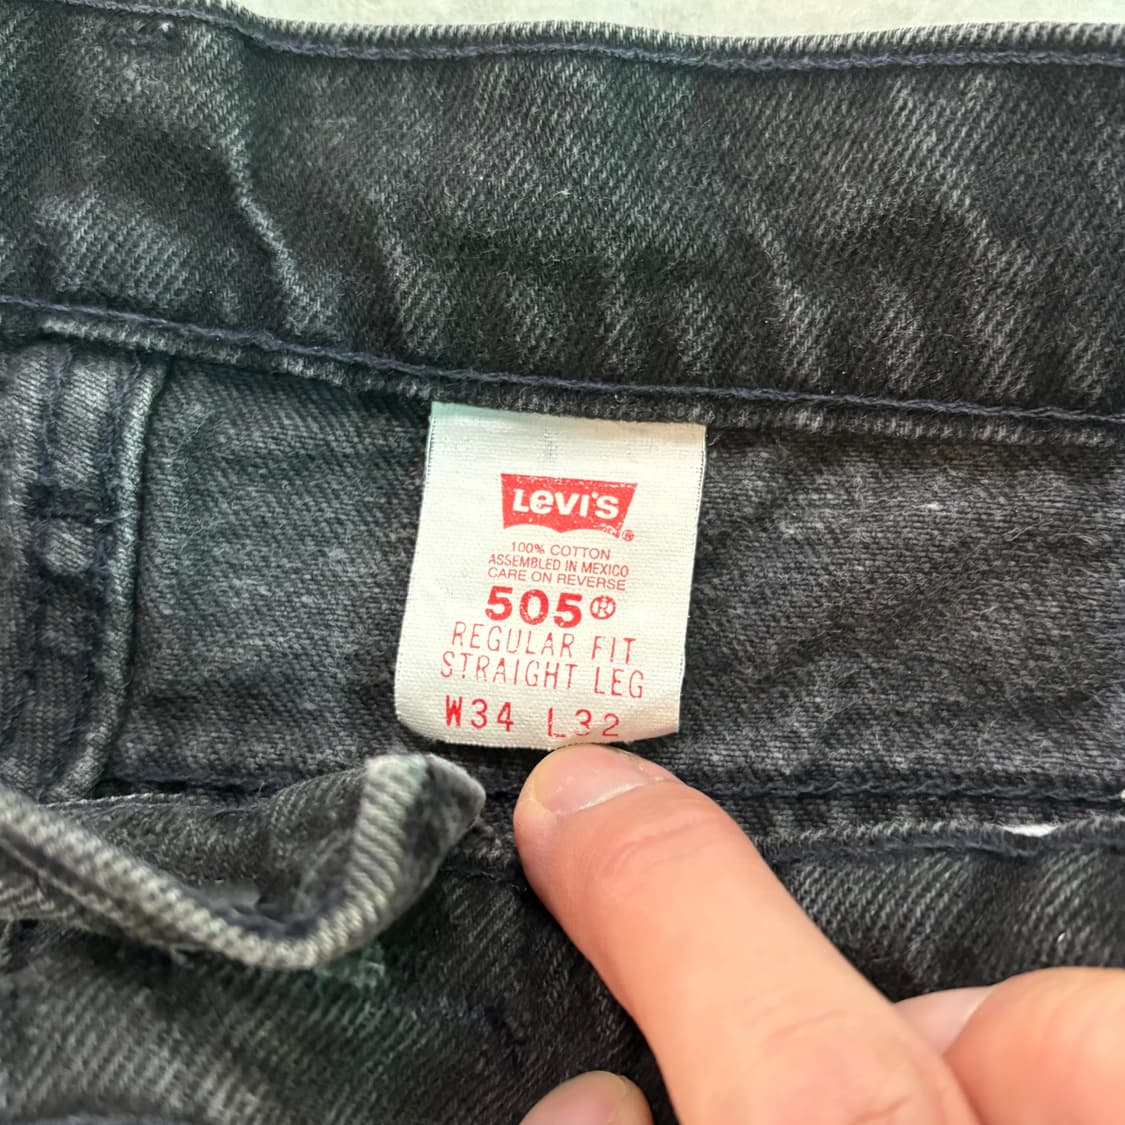 Levi's®
100% COTTON
ASSEMBLED IN MEXICO
CARE ON REVERSE
505®
REGULAR FIT
STRAIGHT LEG
W34 L32